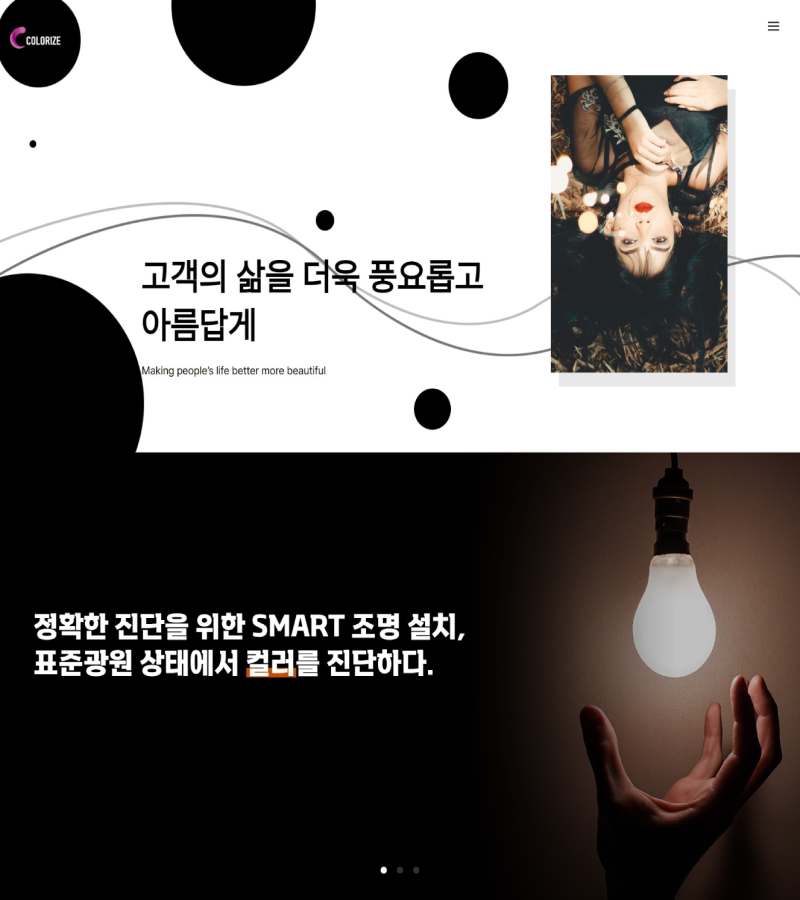 COLORIZE
고객의 삶을 더욱 풍요롭고
아름답게
Making people's life better more beautiful
정확한 진단을 위한 SMART 조명 설치,
표준광원 상태에서 컬러를 진단하다.